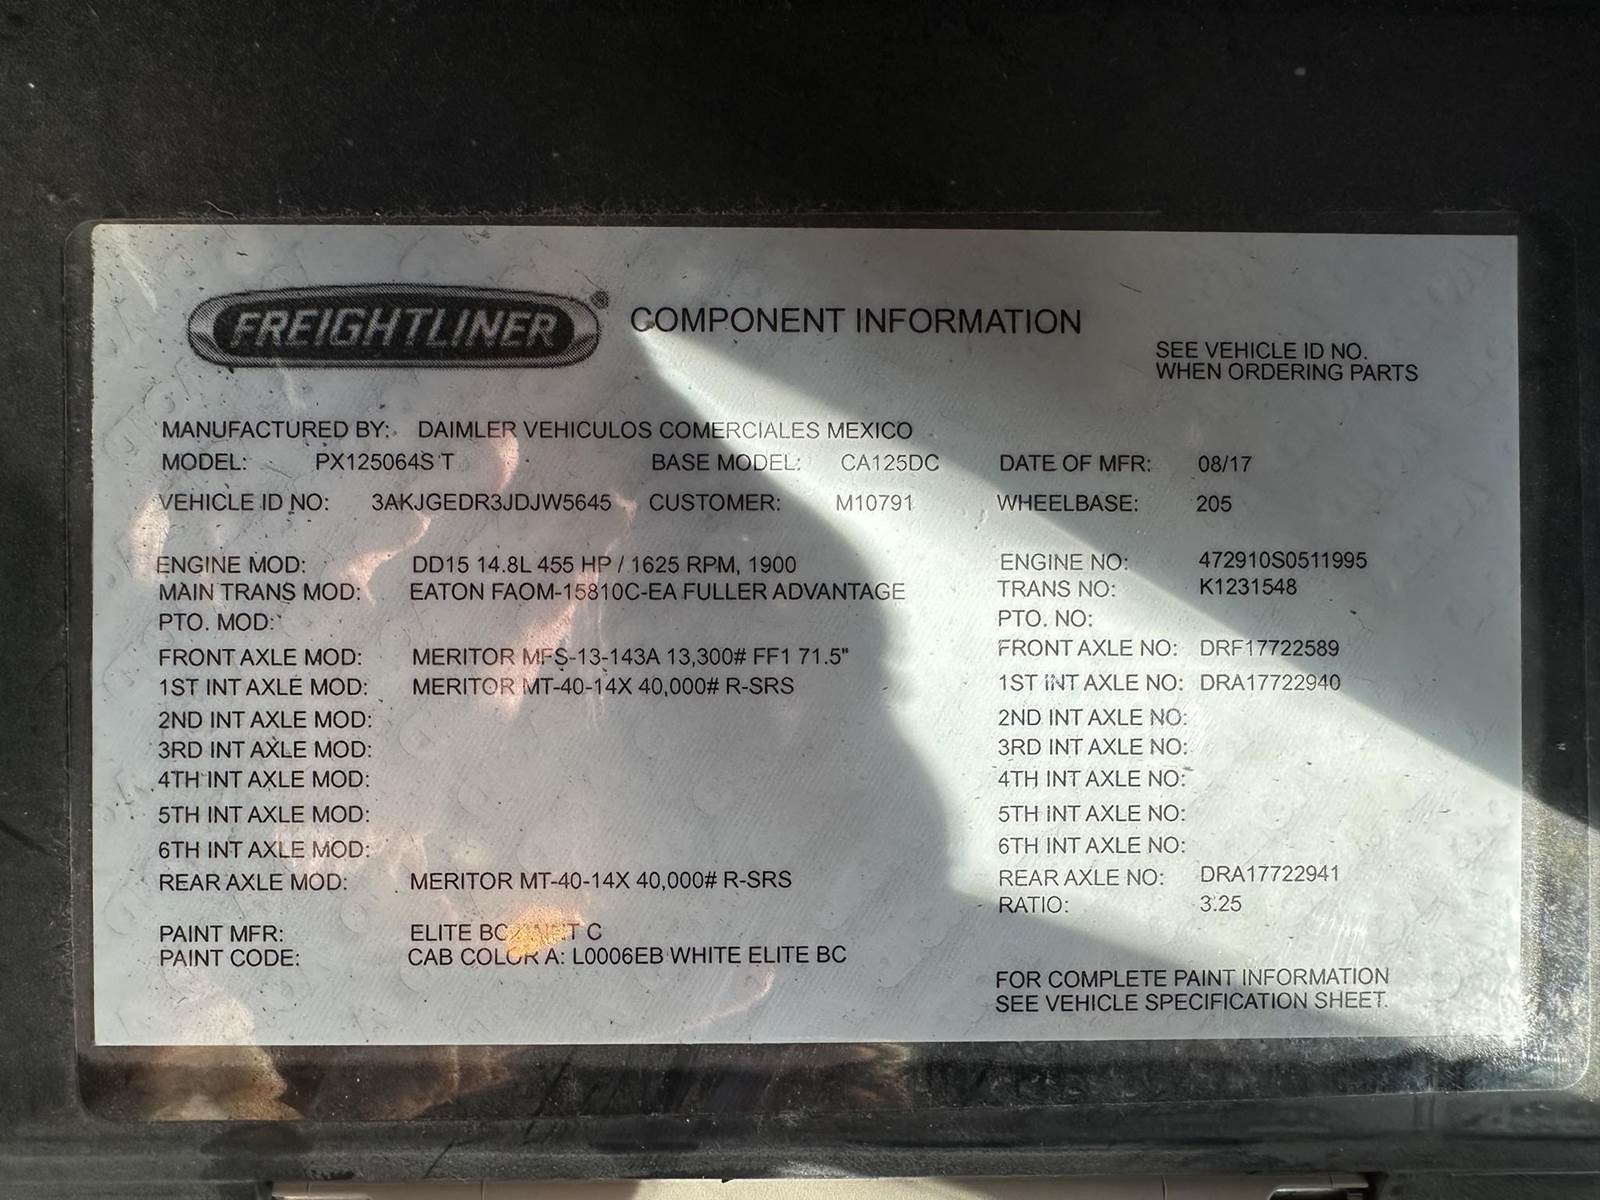 FREIGHTLINER® COMPONENT INFORMATION
SEE VEHICLE ID NO.
WHEN ORDERING PARTS
MANUFACTURED BY: DAIMLER VEHICULOS COMERCIALES MEXICO
MODEL: PX125064S T BASE MODEL: CA125DC DATE OF MFR: 08/17
VEHICLE ID NO: 3AKJGEDR3JDJW5645 CUSTOMER: M10791 WHEELBASE: 205
ENGINE MOD: DD15 14.8L 455 HP / 1625 RPM, 1900 ENGINE NO: 472910S0511995
MAIN TRANS MOD: EATON FAOM-15810C-EA FULLER ADVANTAGE TRANS NO: K1231548
PTO. MOD: PTO. NO:
FRONT AXLE MOD: MERITOR MFS-13-143A 13,300# FF1 71.5" FRONT AXLE NO: DRF17722589
1ST INT AXLE MOD: MERITOR MT-40-14X 40,000# R-SRS 1ST INT AXLE NO: DRA17722940
2ND INT AXLE MOD: 2ND INT AXLE NO:
3RD INT AXLE MOD: 3RD INT AXLE NO:
4TH INT AXLE MOD: 4TH INT AXLE NO:
5TH INT AXLE MOD: 5TH INT AXLE NO:
6TH INT AXLE MOD: 6TH INT AXLE NO:
REAR AXLE MOD: MERITOR MT-40-14X 40,000# R-SRS REAR AXLE NO: DRA17722941
RATIO: 3.25
PAINT MFR: ELITE BC C
PAINT CODE: CAB COLOR A: L0006EB WHITE ELITE BC
FOR COMPLETE PAINT INFORMATION
SEE VEHICLE SPECIFICATION SHEET.